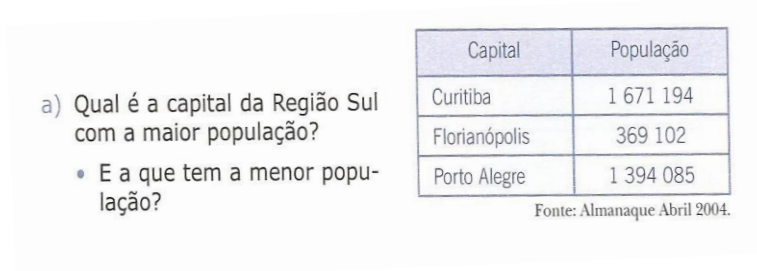 a) Qual é a capital da Região Sul
com a maior população?
• E a que tem a menor popu-
lação?
Capital População
Curitiba 1 671 194
Florianópolis 369 102
Porto Alegre 1 394 085
Fonte: Almanaque Abril 2004.